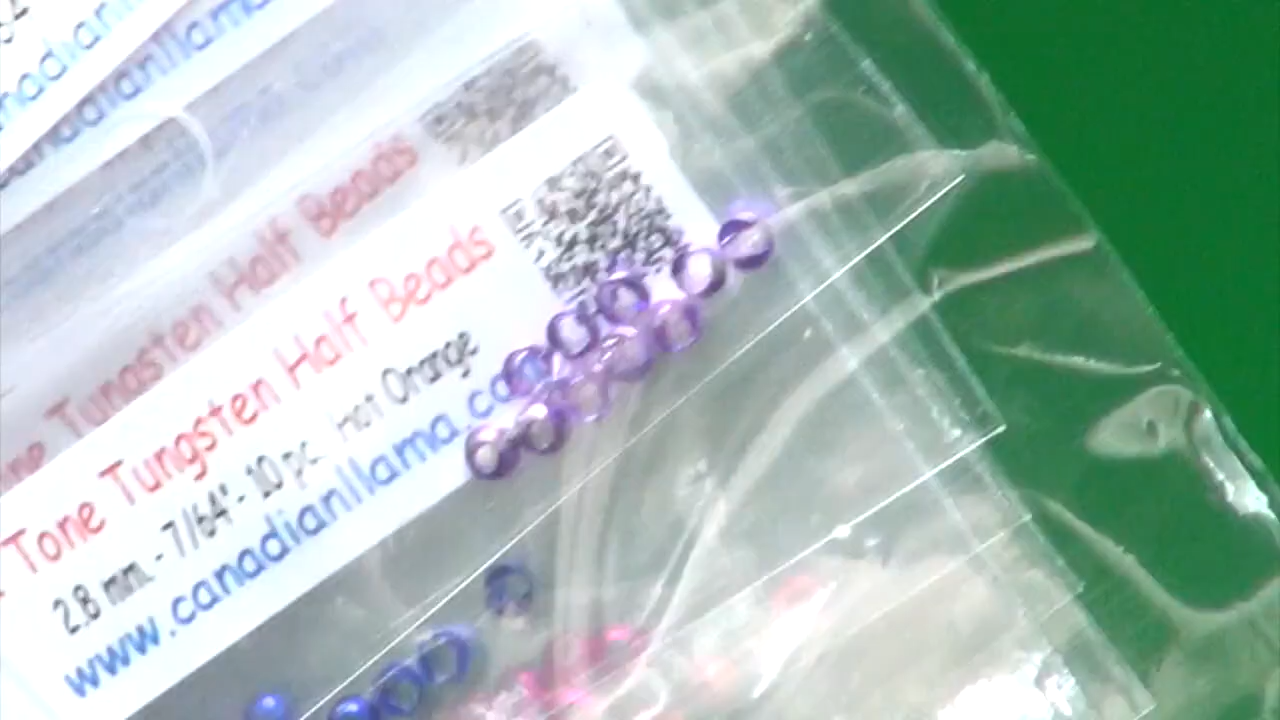 canadianllama
Tungsten Half Beads
Tone Tungsten Half Beads
2.8 mm. - 7/64" - 10 pc. Hot Orange
www.canadianllama.com